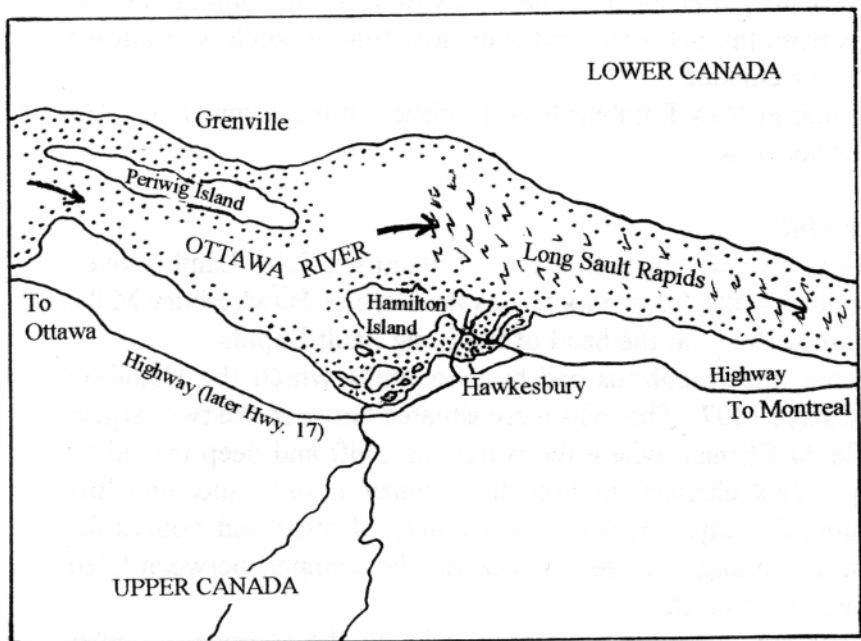 LOWER CANADA
Grenville
Periwig Island
OTTAWA RIVER
Long Sault Rapids
To
Ottawa
Hamilton
Island
Highway (later Hwy. 17)
Hawkesbury
Highway
To Montreal
UPPER CANADA